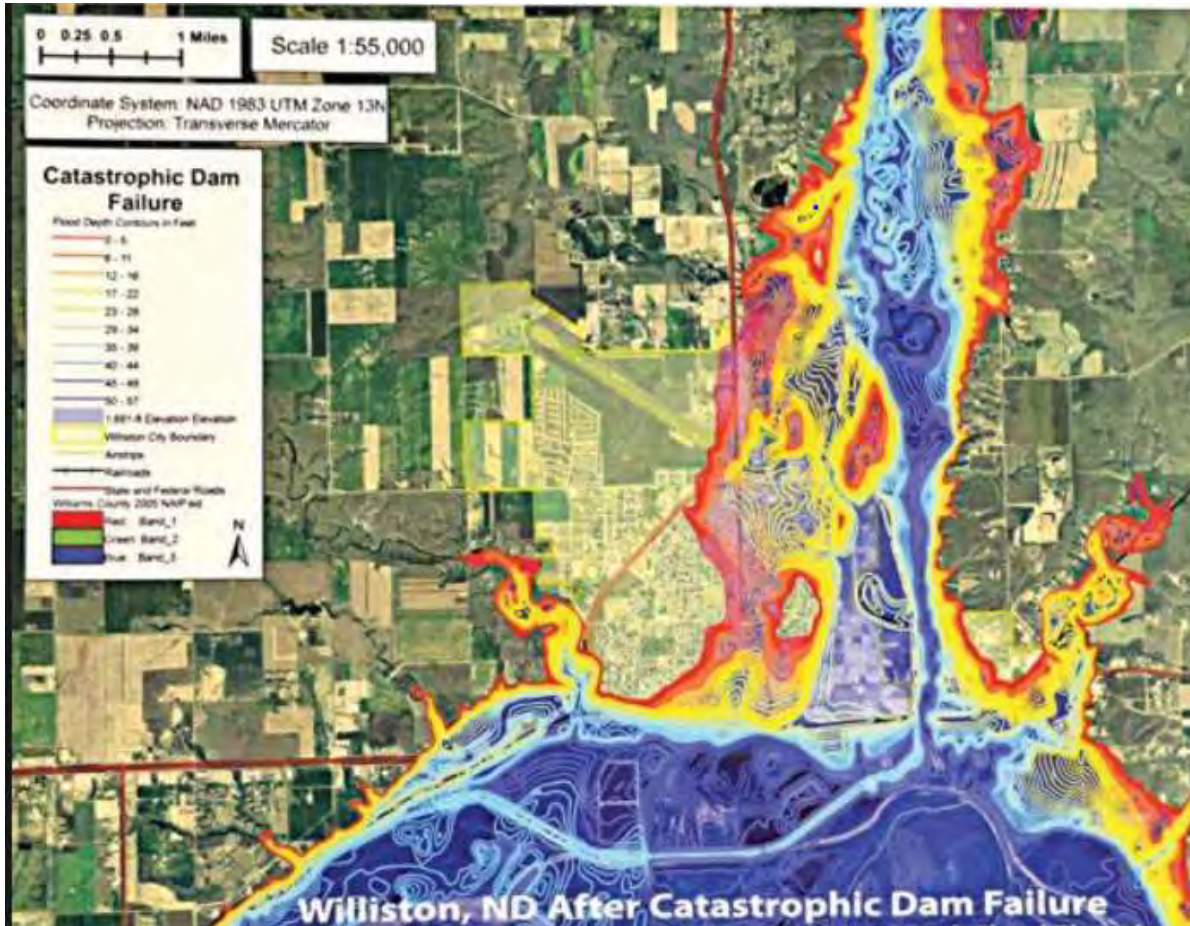 0 0.25 0.5 1 Miles
Scale 1:55,000
Coordinate System: NAD 1983 UTM Zone 13N
Projection: Transverse Mercator
Catastrophic Dam
Failure
Flood Depth Contours in Feet
0 - 5
6 - 11
12 - 16
17 - 22
23 - 28
29 - 34
35 - 39
40 - 44
45 - 49
50 - 57
-ft Elevation Elevation
Williston City Boundary
Airstrips
Railroads
State and Federal Roads
Williams County 2005 NAIP
Red: Band_1
Green: Band_2
Blue: Band_3
N
Williston, ND After Catastrophic Dam Failure